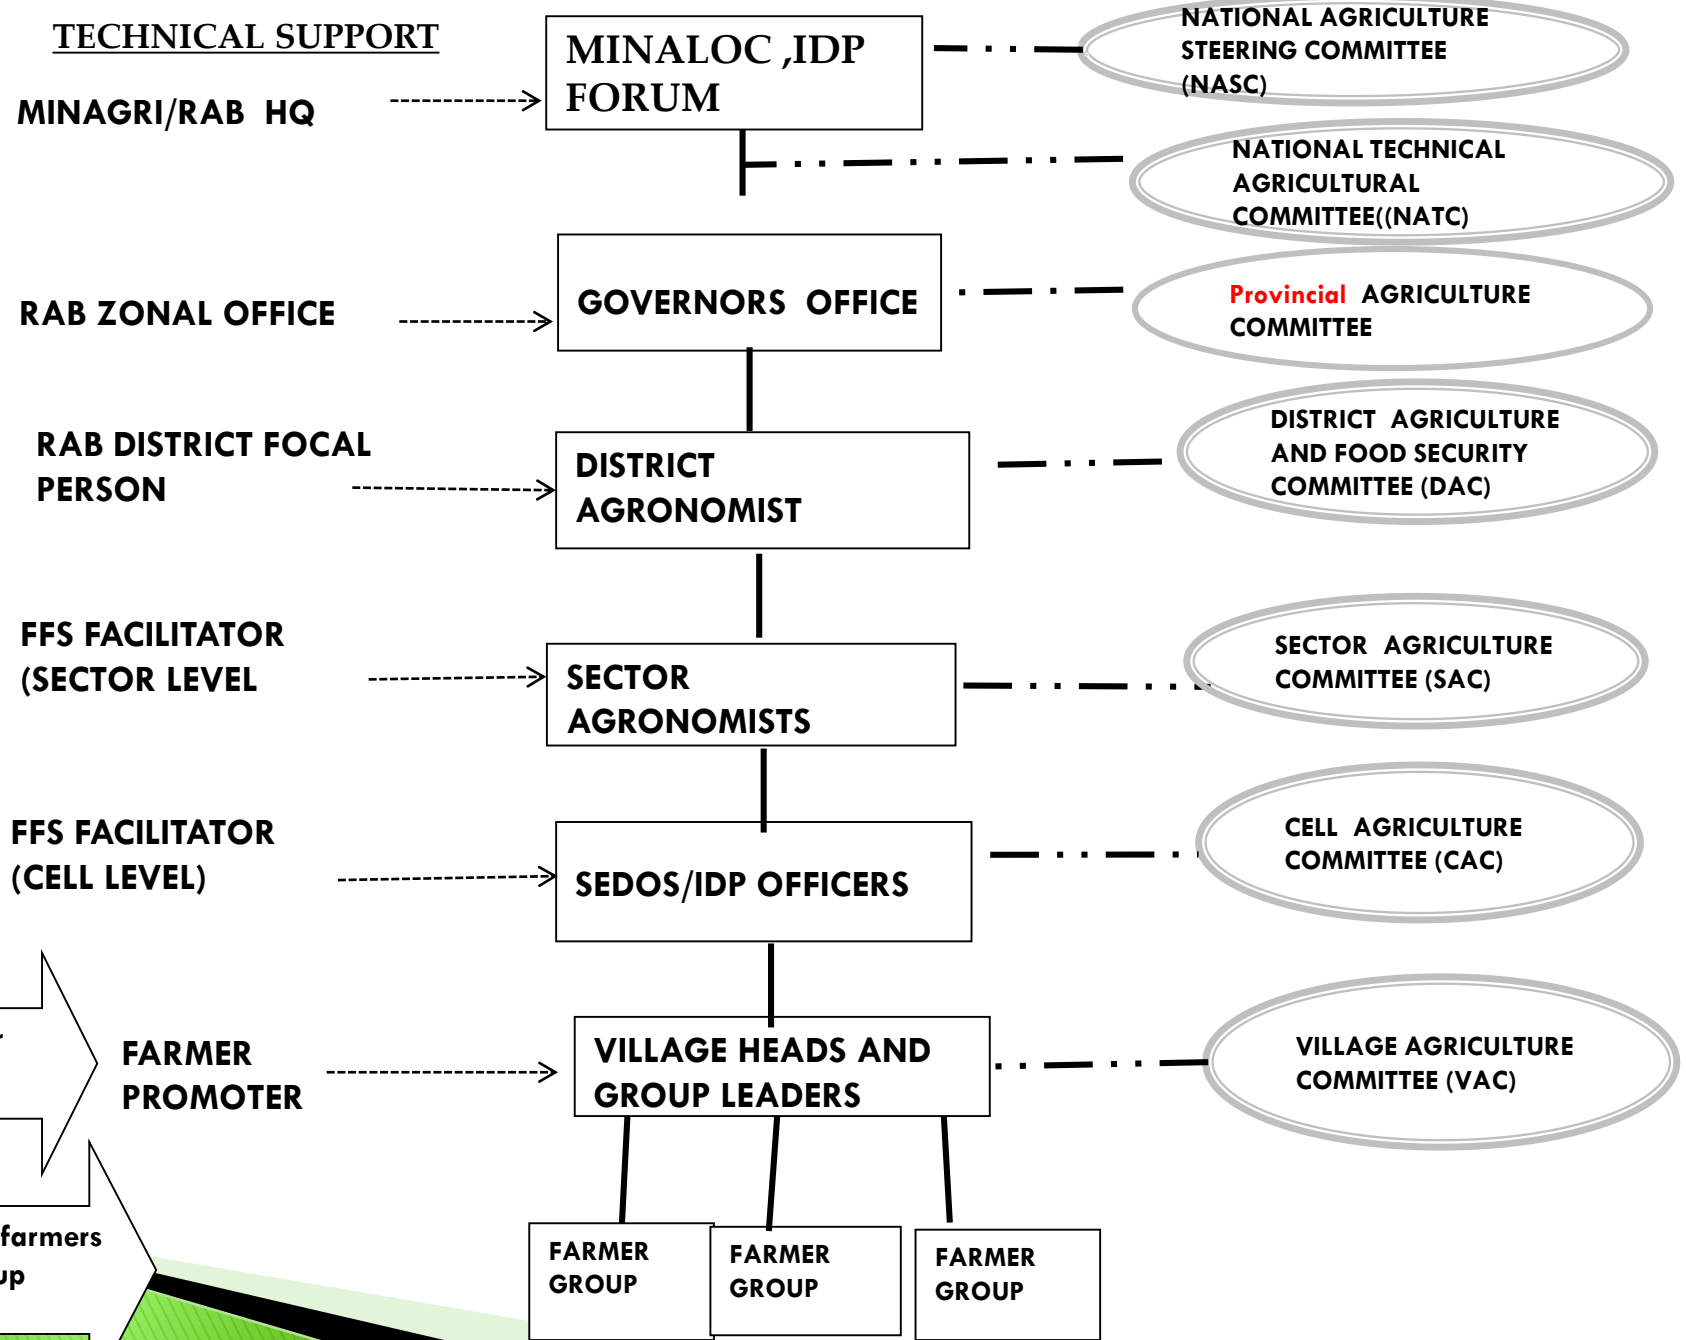 TECHNICAL SUPPORT
MINALOC ,IDP
FORUM
NATIONAL AGRICULTURE
STEERING COMMITTEE
(NASC)
MINAGRI/RAB HQ
NATIONAL TECHNICAL
AGRICULTURAL
COMMITTEE((NATC)
RAB ZONAL OFFICE
GOVERNORS OFFICE
Provincial AGRICULTURE
COMMITTEE
RAB DISTRICT FOCAL
PERSON
DISTRICT
AGRONOMIST
DISTRICT AGRICULTURE
AND FOOD SECURITY
COMMITTEE (DAC)
FFS FACILITATOR
(SECTOR LEVEL
SECTOR
AGRONOMISTS
SECTOR AGRICULTURE
COMMITTEE (SAC)
FFS FACILITATOR
(CELL LEVEL)
SEDOS/IDP OFFICERS
CELL AGRICULTURE
COMMITTEE (CAC)
FARMER
PROMOTER
VILLAGE HEADS AND
GROUP LEADERS
VILLAGE AGRICULTURE
COMMITTEE (VAC)
farmers
FARMER
GROUP
FARMER
GROUP
FARMER
GROUP